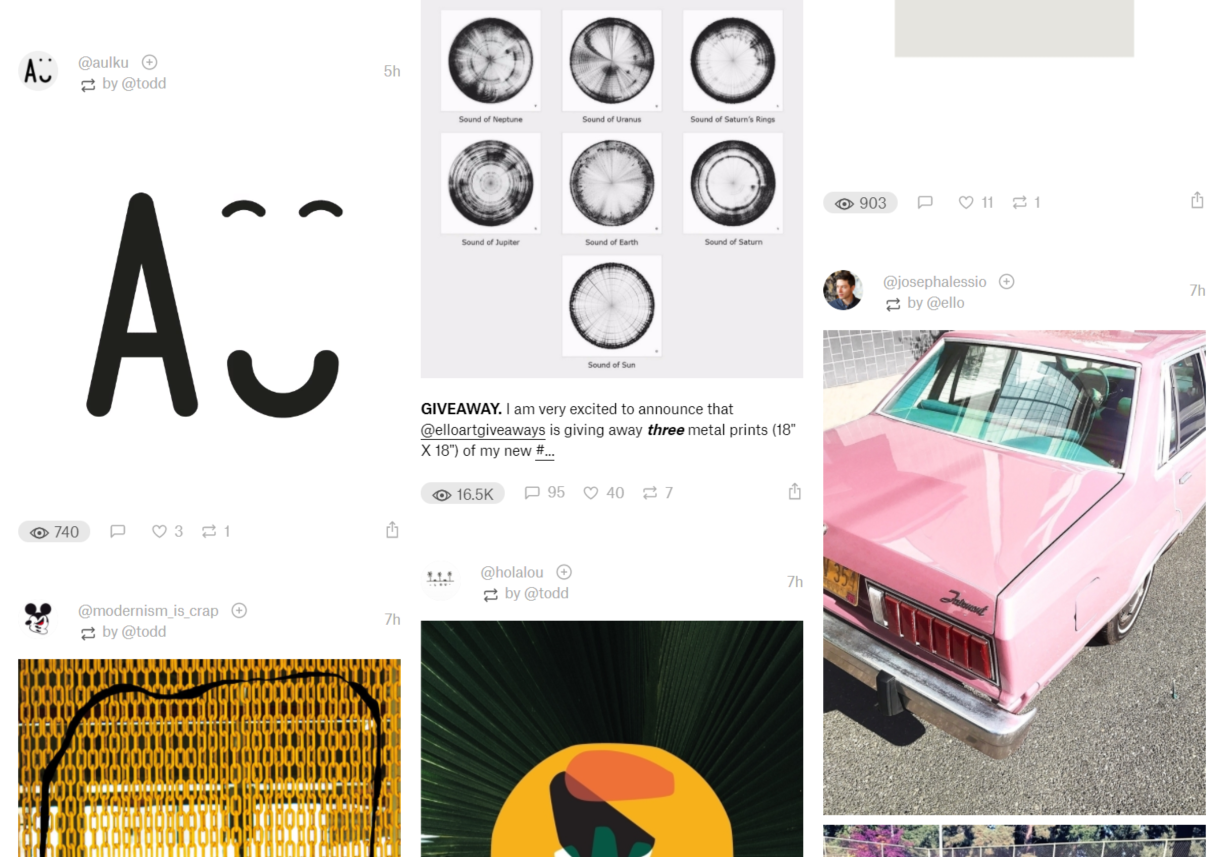 @aulku
by @todd
5h
A
740
3
1
@modernism_is_crap
by @todd
7h
Sound of Neptune
Sound of Uranus
Sound of Saturn's Rings
Sound of Jupiter
Sound of Earth
Sound of Saturn
Sound of Sun
GIVEAWAY. I am very excited to announce that
@elloartgiveaways is giving away three metal prints (18"
X 18") of my new #...
16.5K
95
40
7
@holalou
by @todd
7h
903
11
1
@josephalessio
by @ello
7h
Fairmont